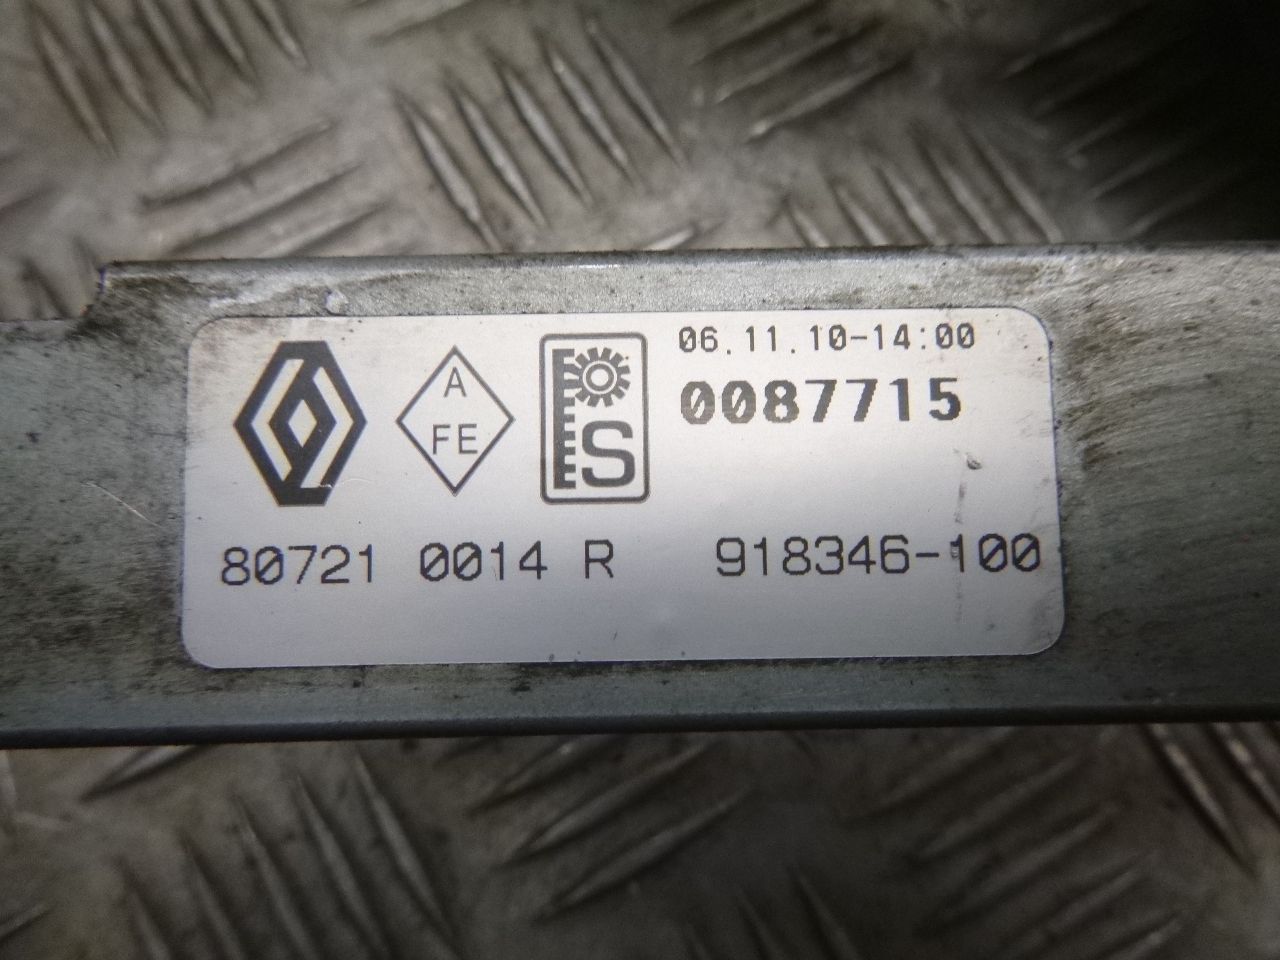 A
FE
S
06.11.10-14:00
0087715
80721 0014 R 918346-100